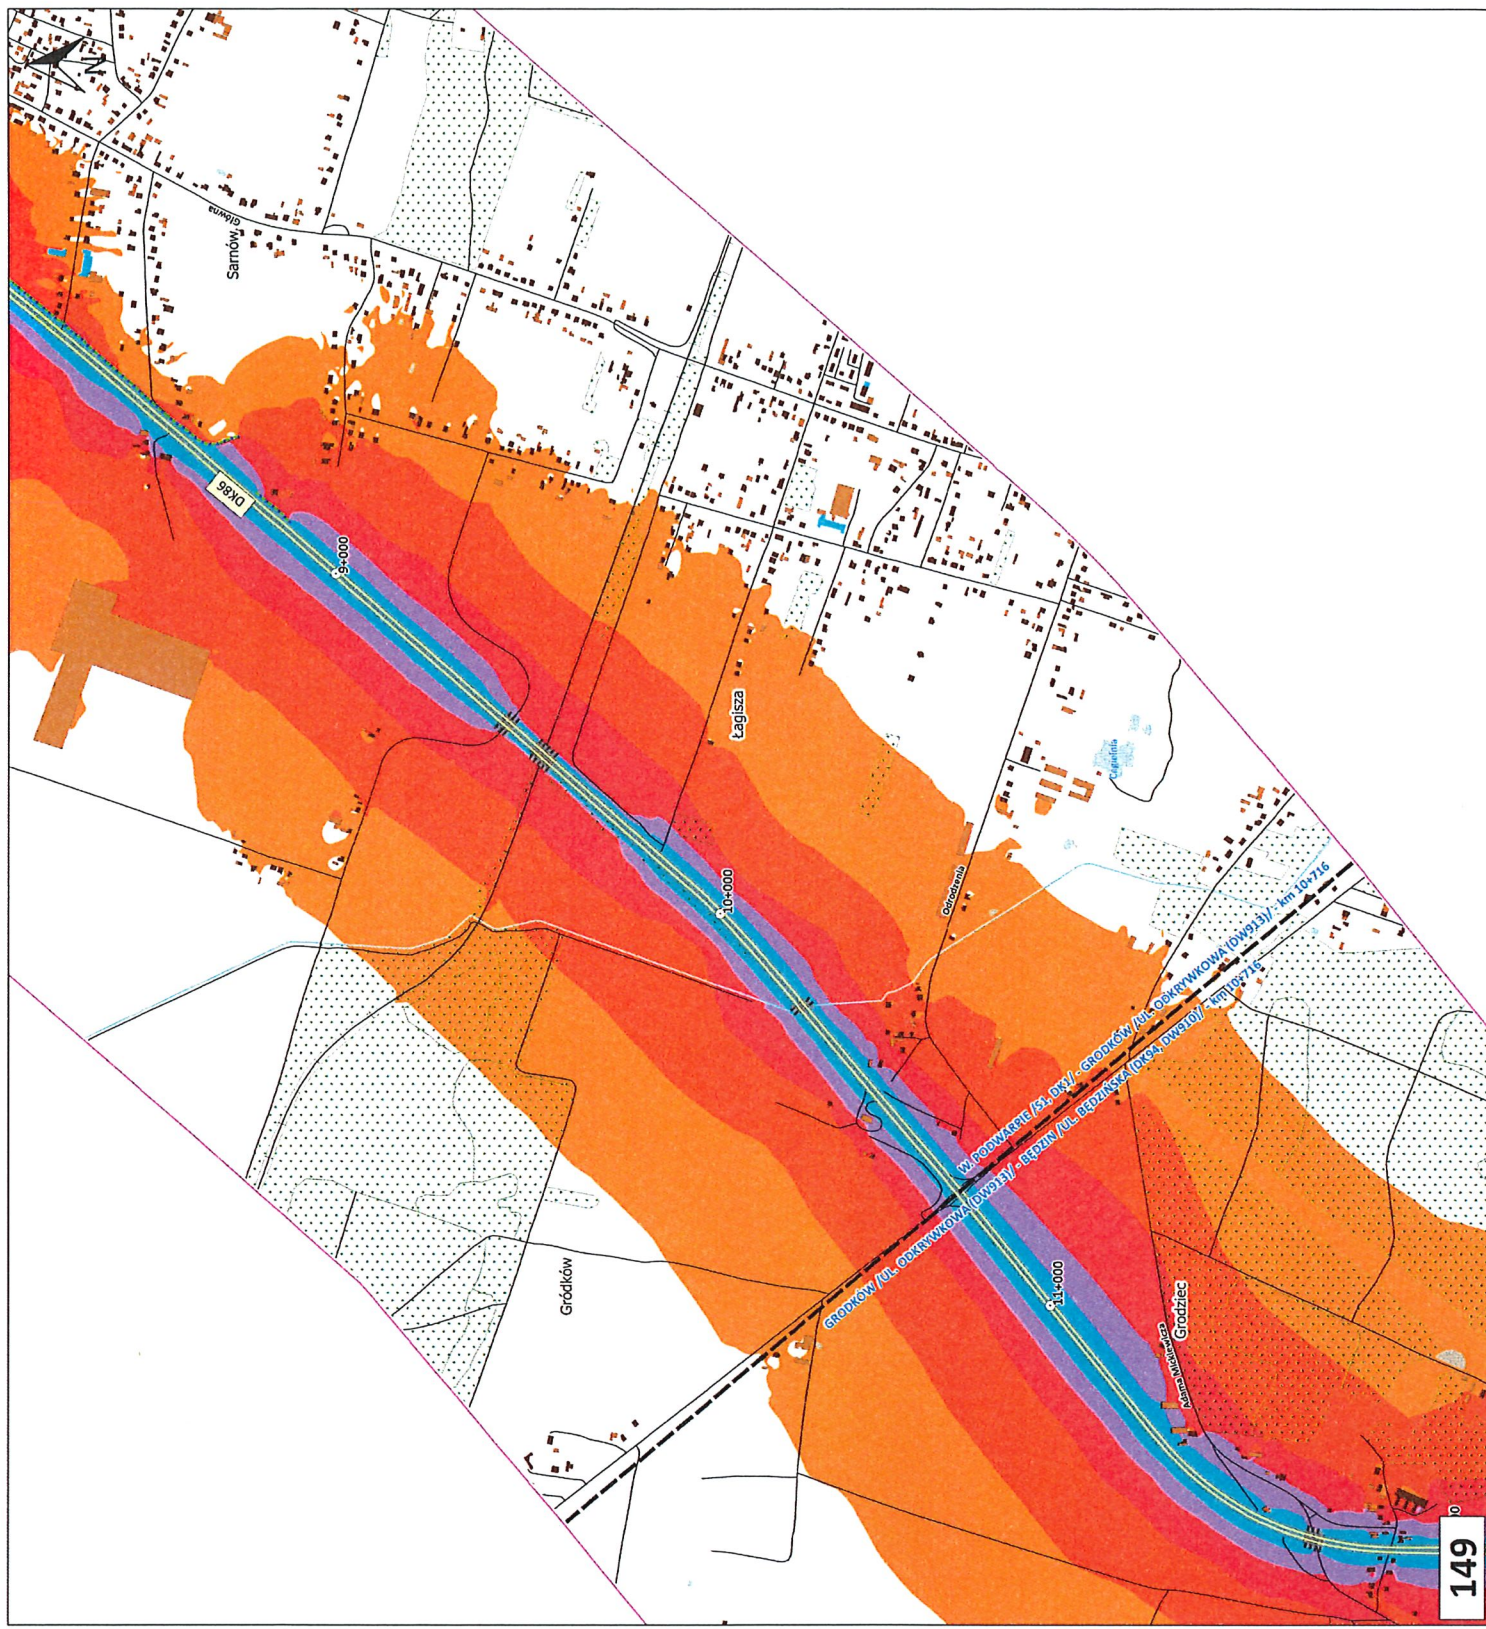 N
Sarnów, Główna
DK86
9+000
Łagisza
10+000
Cegielnia
Odrodzenia
W. PODWARPIE /S1, DK1/ - GRODKÓW /UL. ODKRYWKOWA (DW913)/ - km 10+716
GRODKÓW /UL. ODKRYWKOWA (DW913)/ - BĘDZIN /UL. BĘDZIŃSKA (DK94, DW910)/ - km 10+716
Gródków
11+000
Adama Mickiewicza
Grodziec
149